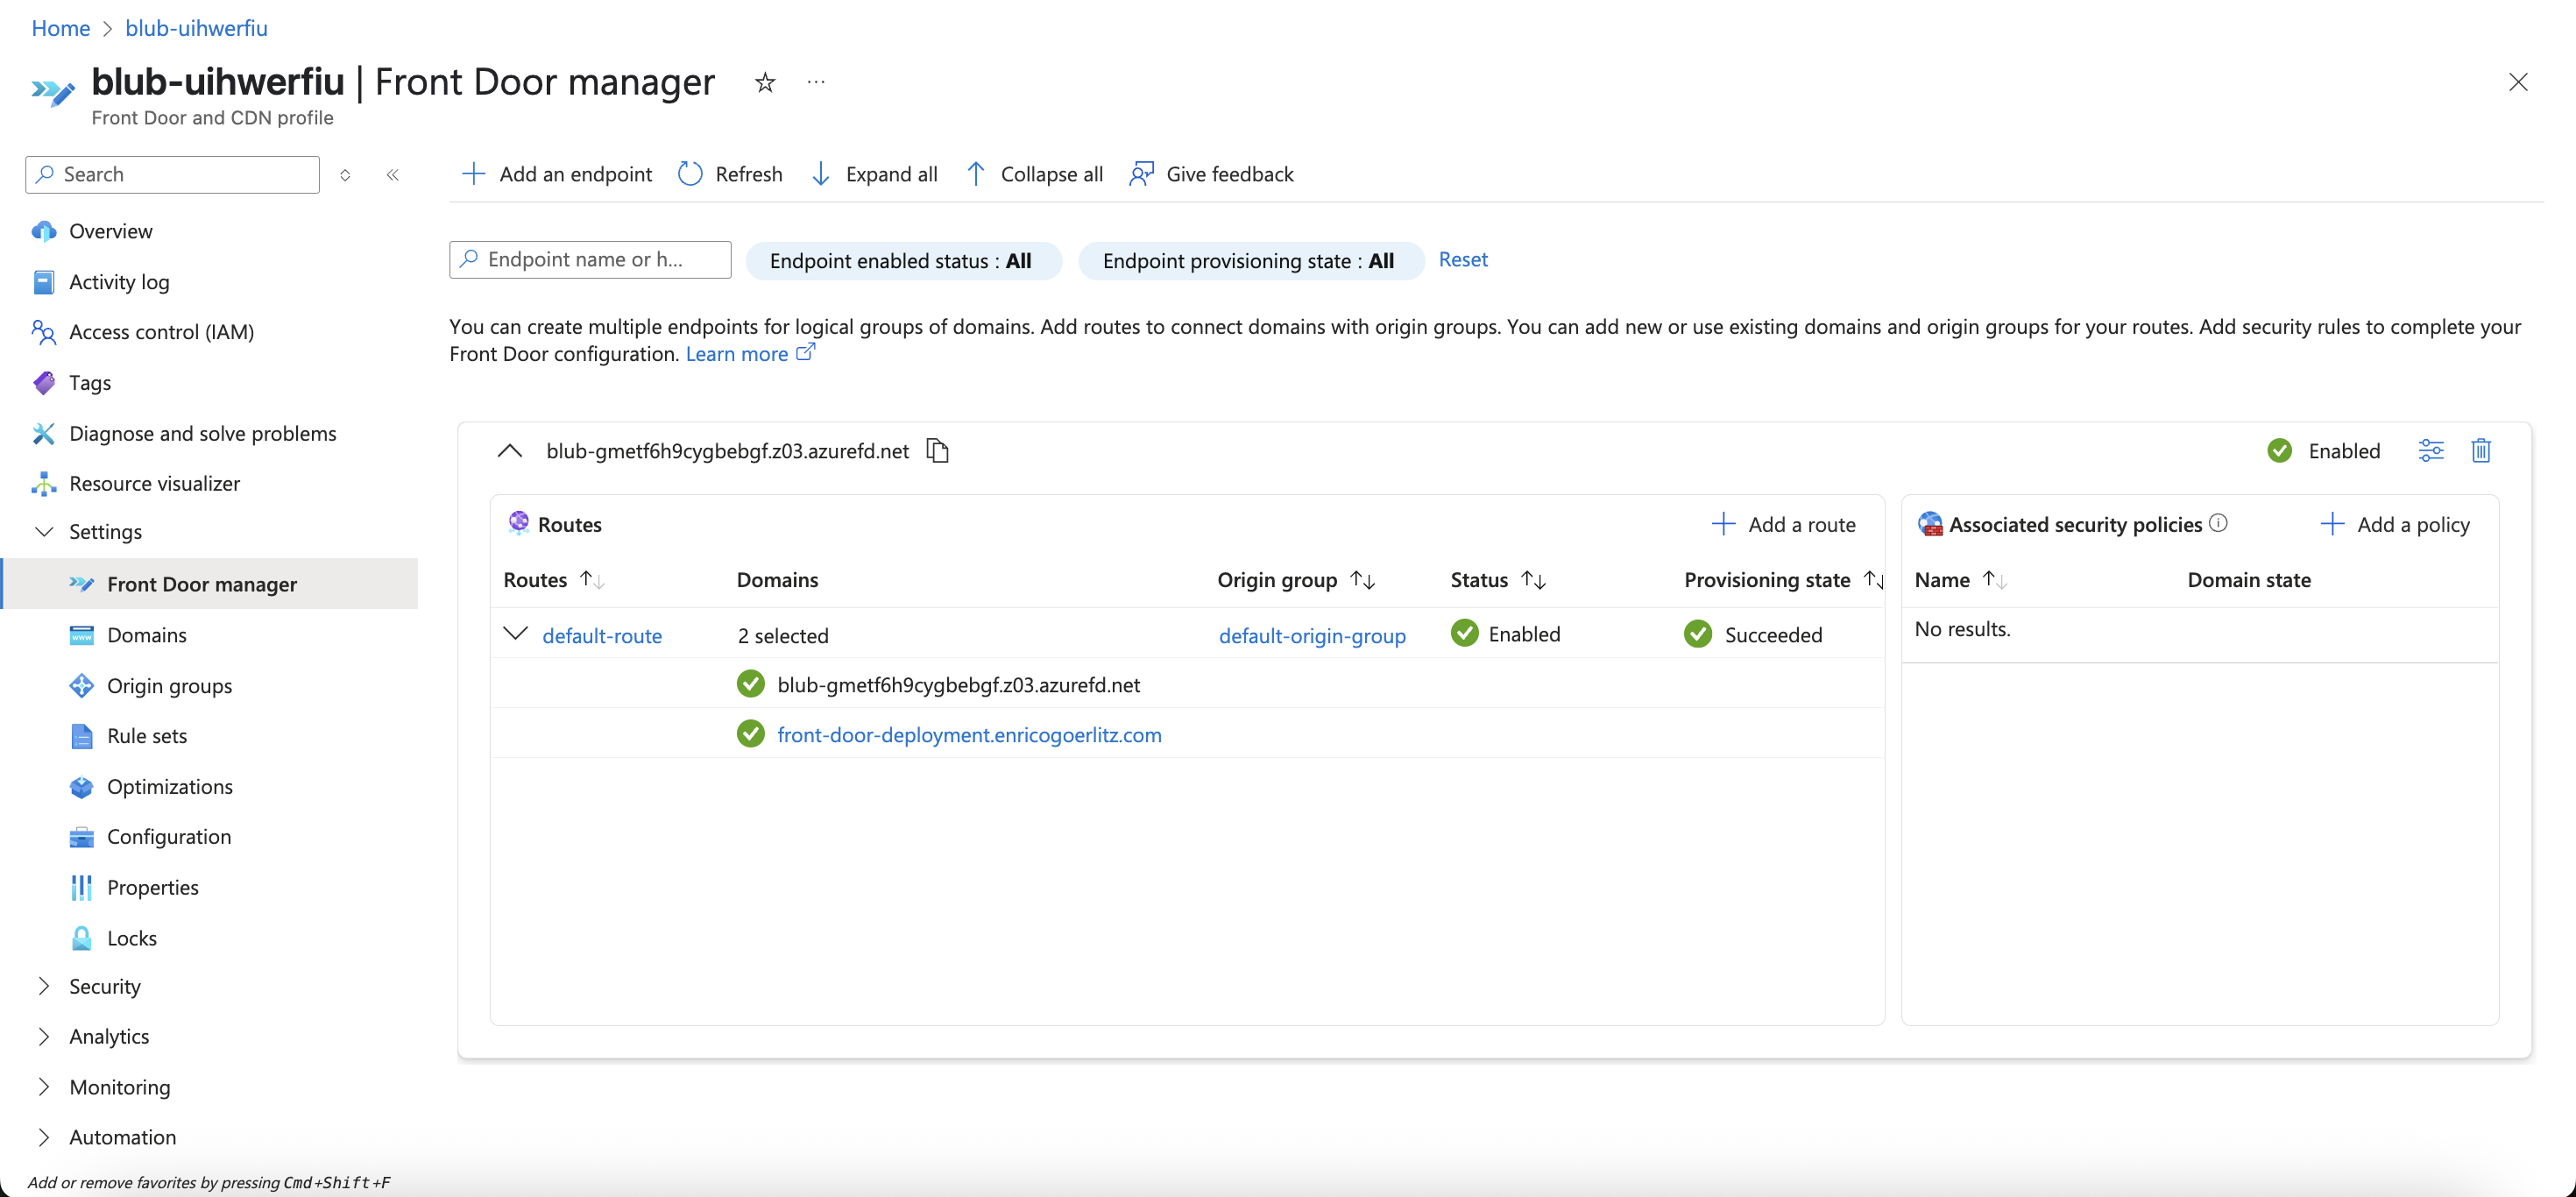 Home > blub-uihwerfiu
blub-uihwerfiu | Front Door manager
Front Door and CDN profile
Search
Add an endpoint
Refresh
Expand all
Collapse all
Give feedback
Overview
Activity log
Access control (IAM)
Tags
Diagnose and solve problems
Resource visualizer
Settings
Front Door manager
Domains
Origin groups
Rule sets
Optimizations
Configuration
Properties
Locks
Security
Analytics
Monitoring
Automation
Add or remove favorites by pressing Cmd+Shift+F
Endpoint name or h...
Endpoint enabled status : All
Endpoint provisioning state : All
Reset
You can create multiple endpoints for logical groups of domains. Add routes to connect domains with origin groups. You can add new or use existing domains and origin groups for your routes. Add security rules to complete your
Front Door configuration. Learn more
blub-gmetf6h9cygbebgf.z03.azurefd.net
Enabled
Routes
Add a route
Routes Domains Origin group Status Provisioning state
default-route 2 selected default-origin-group Enabled Succeeded
blub-gmetf6h9cygbebgf.z03.azurefd.net
front-door-deployment.enricogoerlitz.com
Associated security policies
Add a policy
Name Domain state
No results.